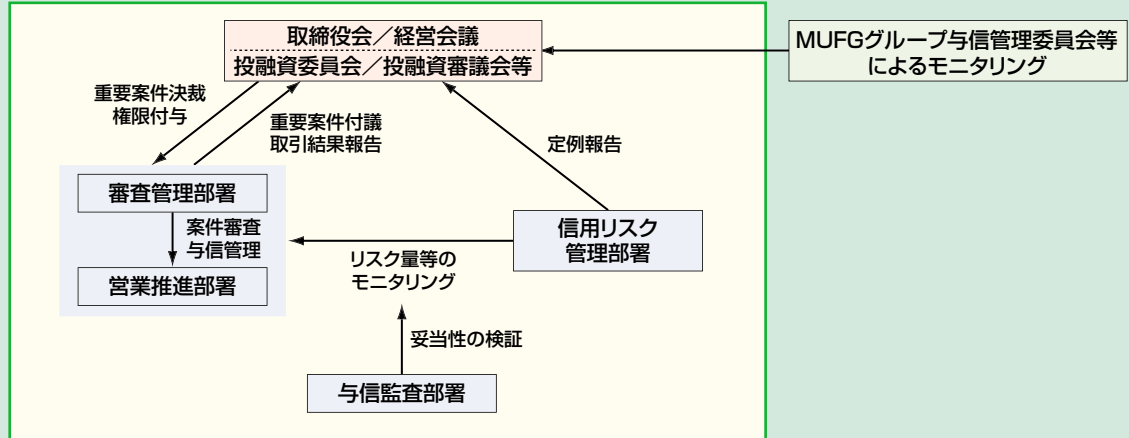 取締役会／経営会議
投融資委員会／投融資審議会等
MUFGグループ与信管理委員会等
によるモニタリング
重要案件決裁
権限付与
重要案件付議
取引結果報告
定例報告
審査管理部署
案件審査
与信管理
営業推進部署
信用リスク
管理部署
リスク量等の
モニタリング
妥当性の検証
与信監査部署